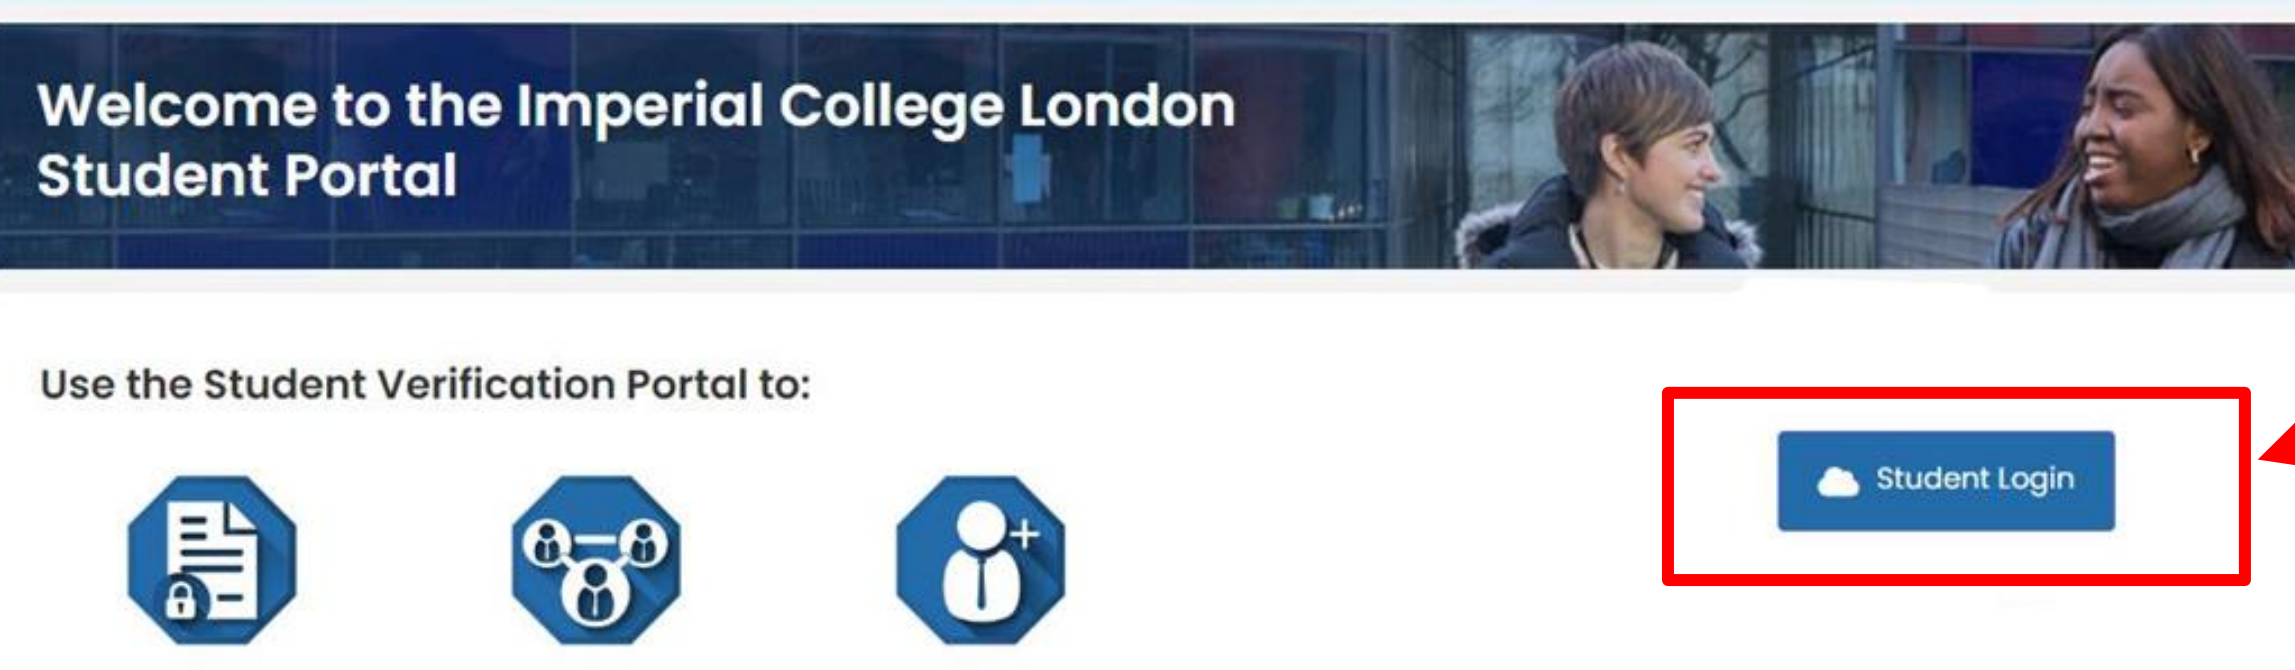 Welcome to the Imperial College London
Student Portal
Use the Student Verification Portal to:
Student Login